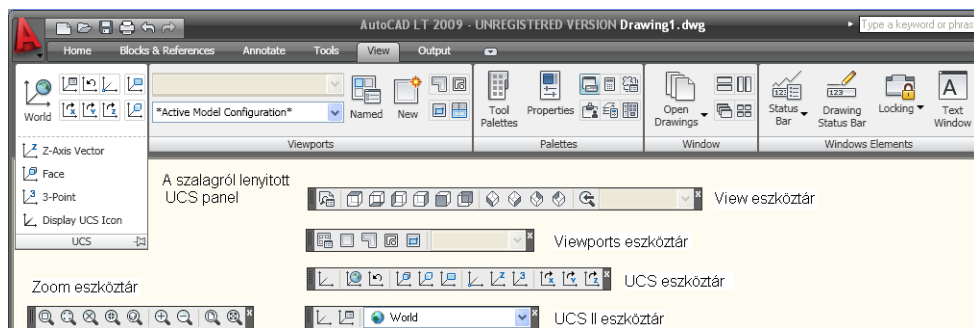 AutoCAD LT 2009 - UNREGISTERED VERSION Drawing1.dwg
Type a keyword or phras
Home Blocks & References Annotate Tools View Output
World
*Active Model Configuration*
Named
New
Tool Palettes
Properties
Open Drawings
Status Bar
Drawing Status Bar
Locking
Text Window
Viewports Palettes Window Windows Elements
Z-Axis Vector
Face
3-Point
Display UCS Icon
UCS
A szalagról lenyitott
UCS panel
View eszköztár
Viewports eszköztár
UCS eszköztár
Zoom eszköztár
World
UCS II eszköztár